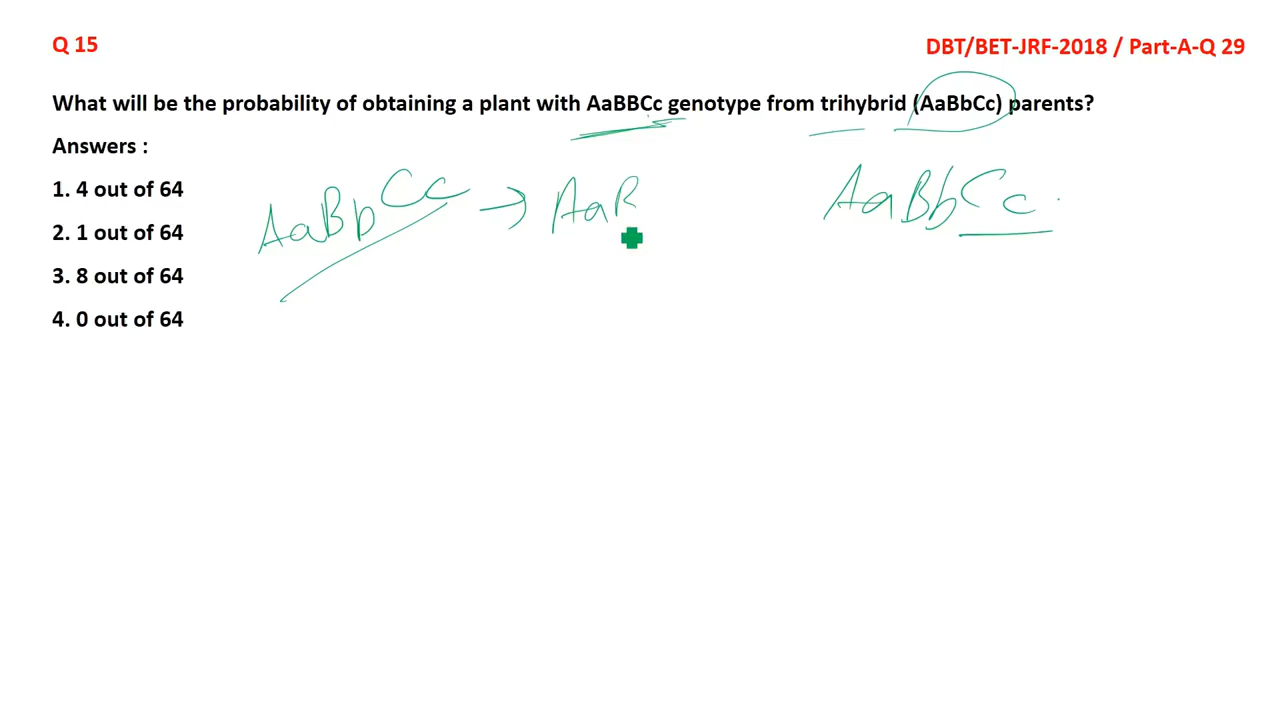 Q 15
DBT/BET-JRF-2018 / Part-A-Q 29
What will be the probability of obtaining a plant with AaBBCc genotype from trihybrid (AaBbCc) parents?
Answers :
1. 4 out of 64
2. 1 out of 64
3. 8 out of 64
4. 0 out of 64
AaBbCc → AaB
AaBbCc